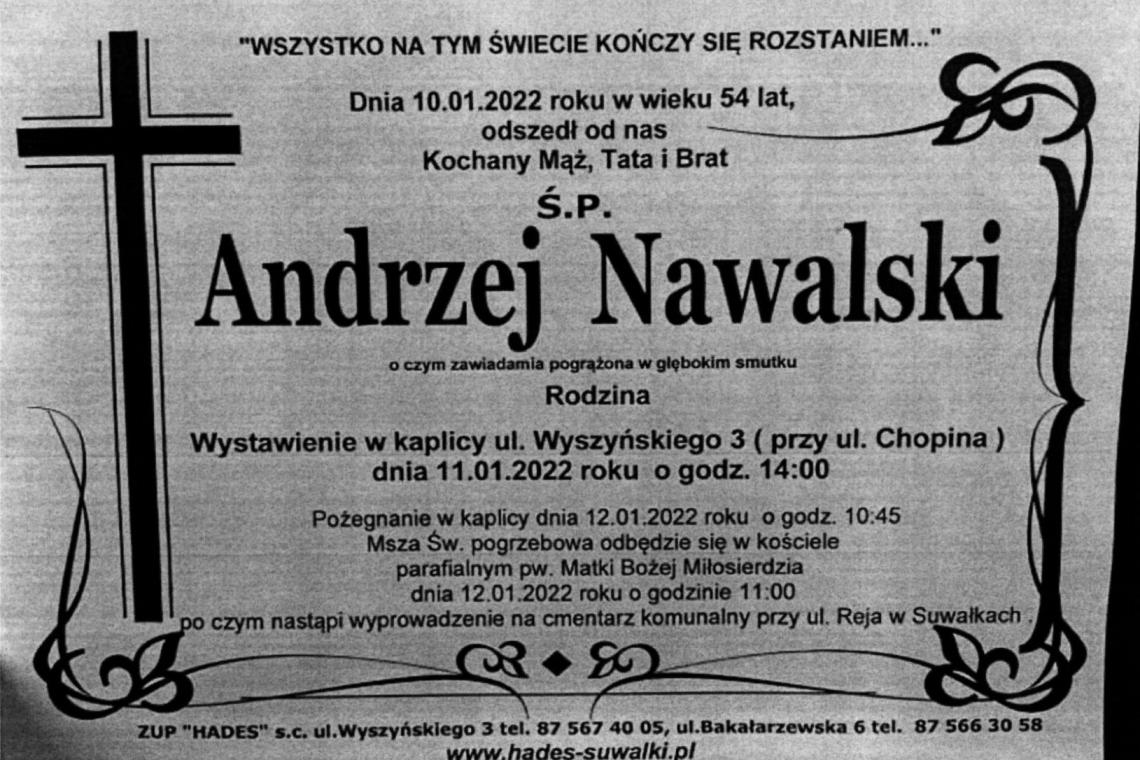 "WSZYSTKO NA TYM ŚWIECIE KOŃCZY SIĘ ROZSTANIEM..."
Dnia 10.01.2022 roku w wieku 54 lat,
odszedł od nas
Kochany Mąż, Tata i Brat
Ś.P.
Andrzej Nawalski
o czym zawiadamia pogrążona w głębokim smutku
Rodzina
Wystawienie w kaplicy ul. Wyszyńskiego 3 ( przy ul. Chopina )
dnia 11.01.2022 roku o godz. 14:00
Pożegnanie w kaplicy dnia 12.01.2022 roku o godz. 10:45
Msza Św. pogrzebowa odbędzie się w kościele
parafialnym pw. Matki Bożej Miłosierdzia
dnia 12.01.2022 roku o godzinie 11:00
po czym nastąpi wyprowadzenie na cmentarz komunalny przy ul. Reja w Suwałkach .
ZUP "HADES" s.c. ul.Wyszyńskiego 3 tel. 87 567 40 05, ul.Bakałarzewska 6 tel. 87 566 30 58
www.hades-suwalki.pl